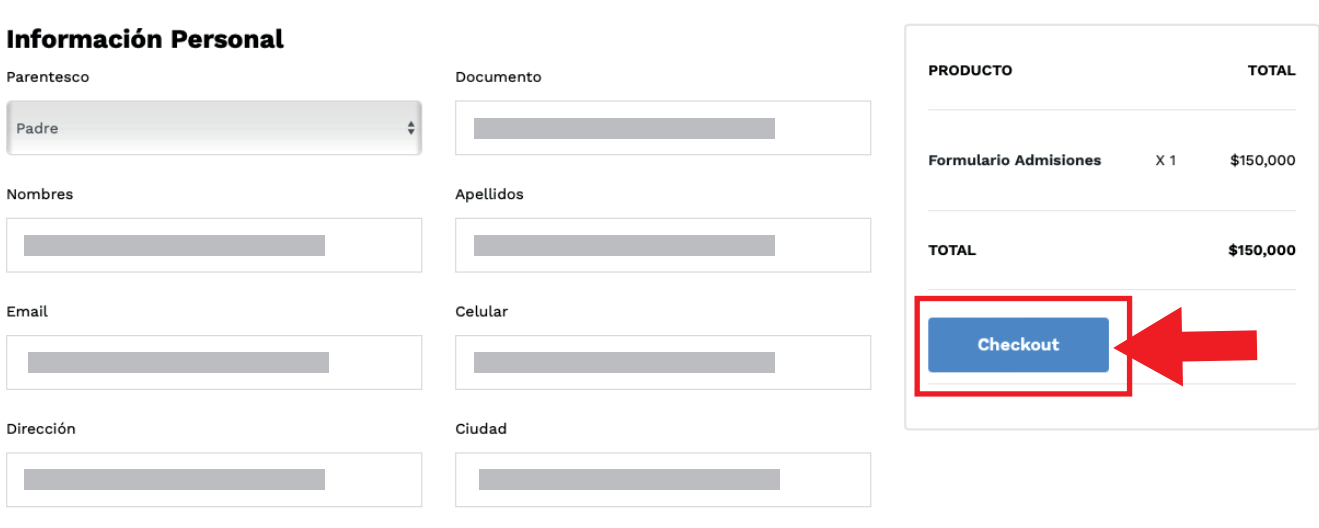 Información Personal
Parentesco
Documento
Padre
Nombres
Apellidos
Email
Celular
Dirección
Ciudad
PRODUCTO TOTAL
Formulario Admisiones X 1 $150,000
TOTAL $150,000
Checkout